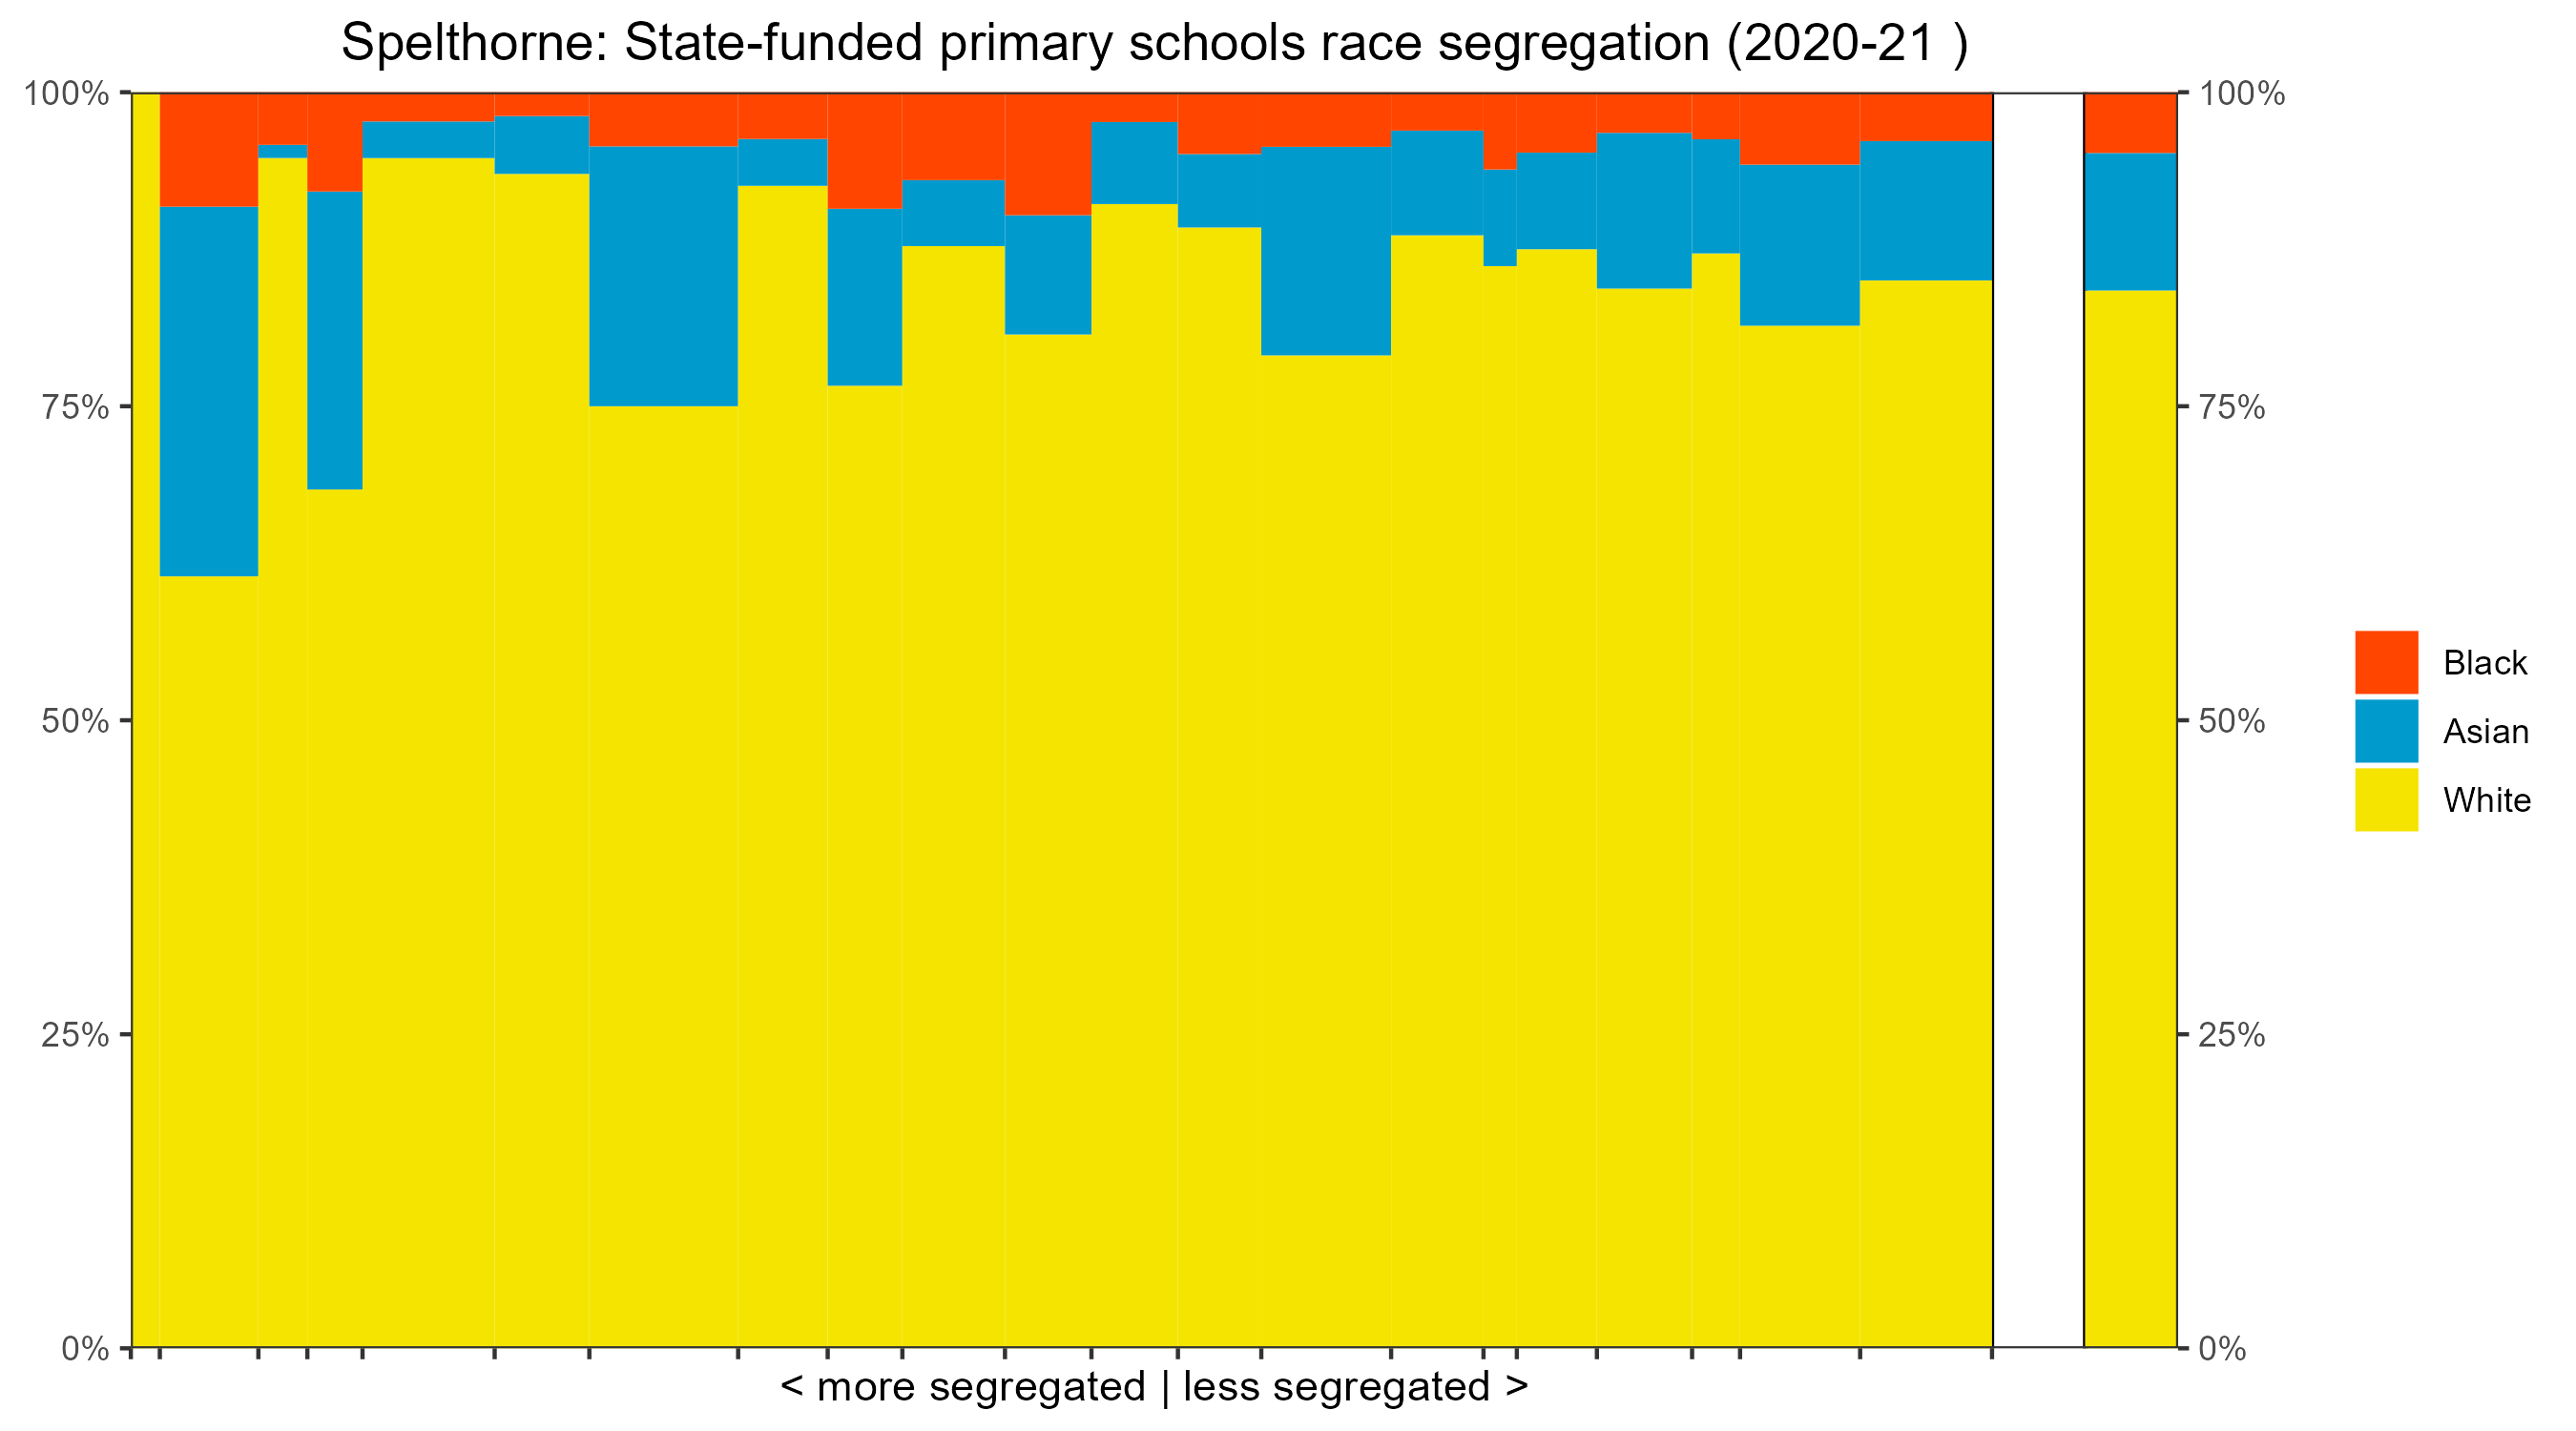 Spelthorne: State-funded primary schools race segregation (2020-21 )
100%
75%
50%
25%
0%
100%
75%
50%
25%
0%
Black
Asian
White
< more segregated | less segregated >